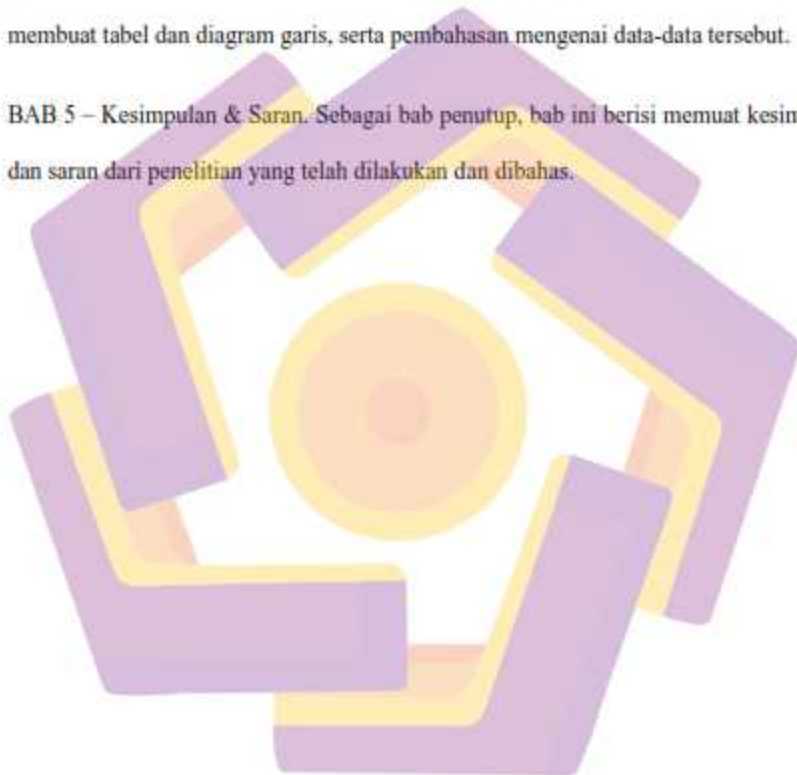 membuat tabel dan diagram garis, serta pembahasan mengenai data-data tersebut.
BAB 5 – Kesimpulan & Saran. Sebagai bab penutup, bab ini berisi memuat kesim
dan saran dari penelitian yang telah dilakukan dan dibahas.